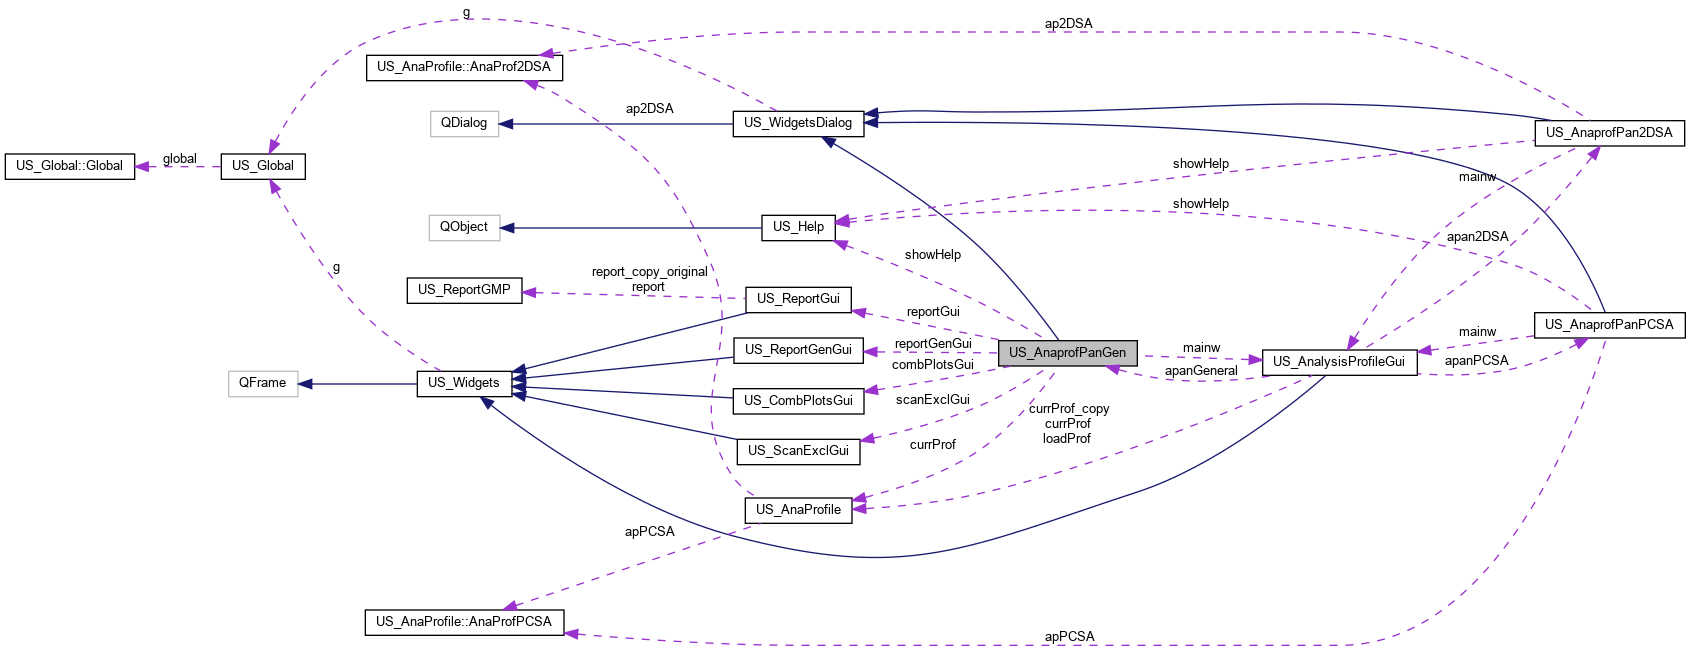 g
ap2DSA
US_AnaProfile::AnaProf2DSA
ap2DSA
QDialog
US_WidgetsDialog
US_AnaprofPan2DSA
US_Global::Global
global
US_Global
showHelp
mainw
showHelp
QObject
US_Help
apan2DSA
showHelp
g
report_copy_original
report
US_ReportGMP
US_ReportGui
reportGui
US_AnaprofPanPCSA
mainw
reportGenGui
US_ReportGenGui
US_AnaprofPanGen
mainw
US_AnalysisProfileGui
apanPCSA
combPlotsGui
apanGeneral
QFrame
US_Widgets
US_CombPlotsGui
scanExclGui
currProf_copy
currProf
loadProf
currProf
US_ScanExclGui
US_AnaProfile
apPCSA
US_AnaProfile::AnaProfPCSA
apPCSA